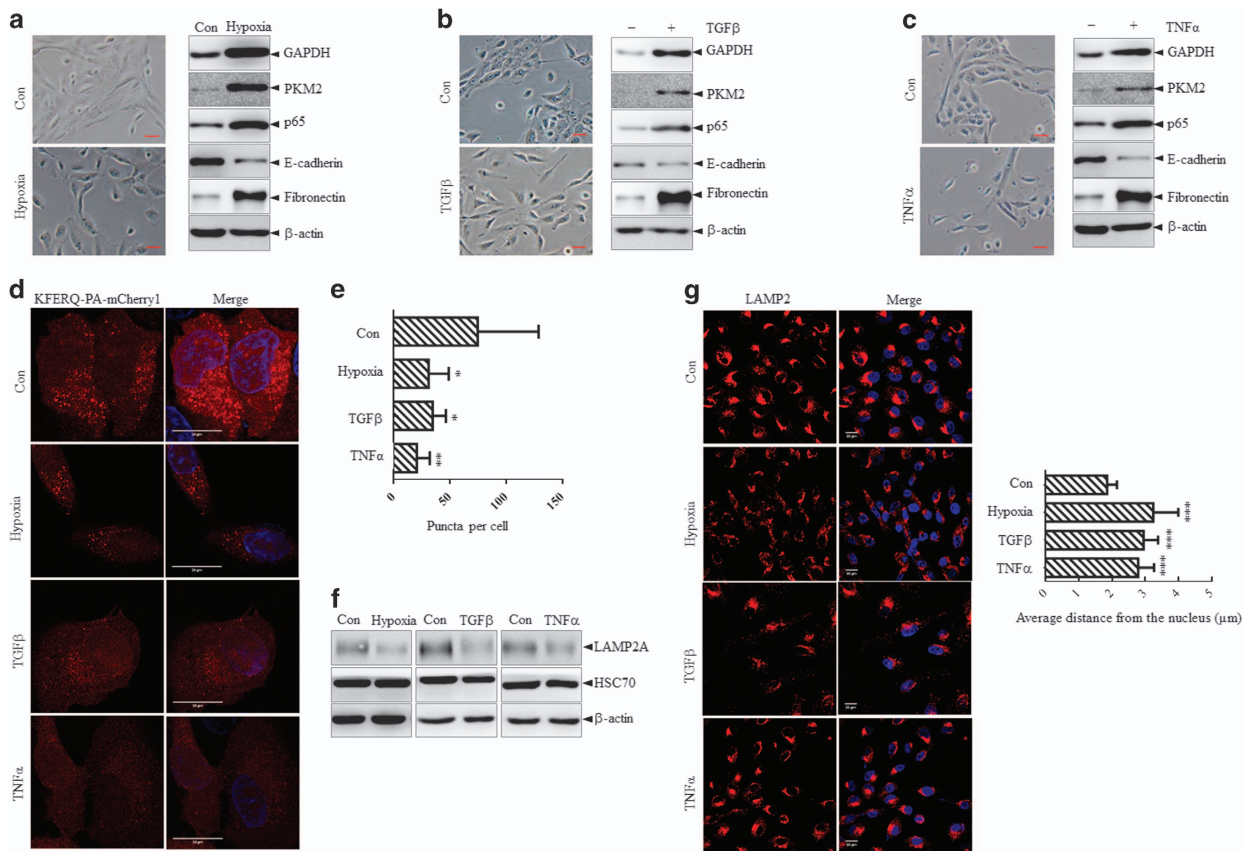 a
Con Hypoxia
Con
Hypoxia
GAPDH
PKM2
p65
E-cadherin
Fibronectin
β-actin
b
− + TGFβ
Con
TGFβ
GAPDH
PKM2
p65
E-cadherin
Fibronectin
β-actin
c
− + TNFα
Con
TNFα
GAPDH
PKM2
p65
E-cadherin
Fibronectin
β-actin
d
KFERQ-PA-mCherry1 Merge
Con
Hypoxia
TGFβ
TNFα
e
Con
Hypoxia *
TGFβ *
TNFα **
0 50 100 150
Puncta per cell
f
Con Hypoxia Con TGFβ Con TNFα
LAMP2A
HSC70
β-actin
g
LAMP2 Merge
Con
Hypoxia
TGFβ
TNFα
Con
Hypoxia ***
TGFβ ***
TNFα ***
0 1 2 3 4 5
Average distance from the nucleus (μm)